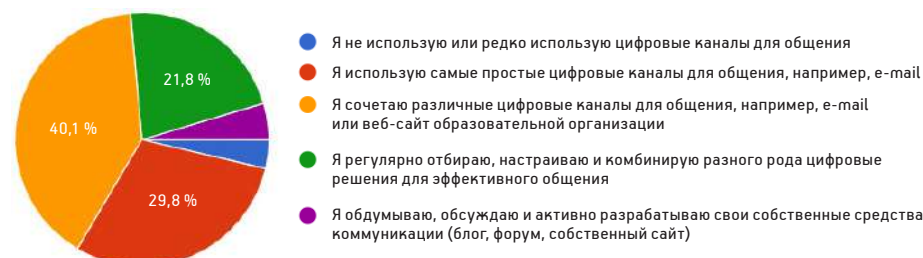 21,8 %
40,1 %
29,8 %
Я не использую или редко использую цифровые каналы для общения
Я использую самые простые цифровые каналы для общения, например, e-mail
Я сочетаю различные цифровые каналы для общения, например, e-mail
или веб-сайт образовательной организации
Я регулярно отбираю, настраиваю и комбинирую разного рода цифровые
решения для эффективного общения
Я обдумываю, обсуждаю и активно разрабатываю свои собственные средства
коммуникации (блог, форум, собственный сайт)